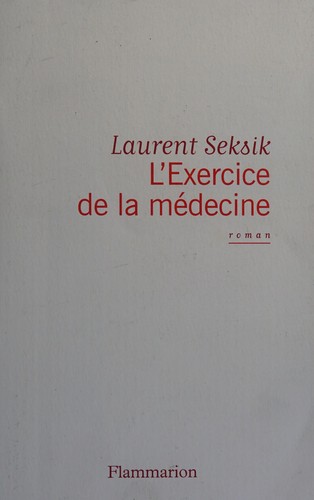 Laurent Seksik
L'Exercice
de la médecine
roman
Flammarion